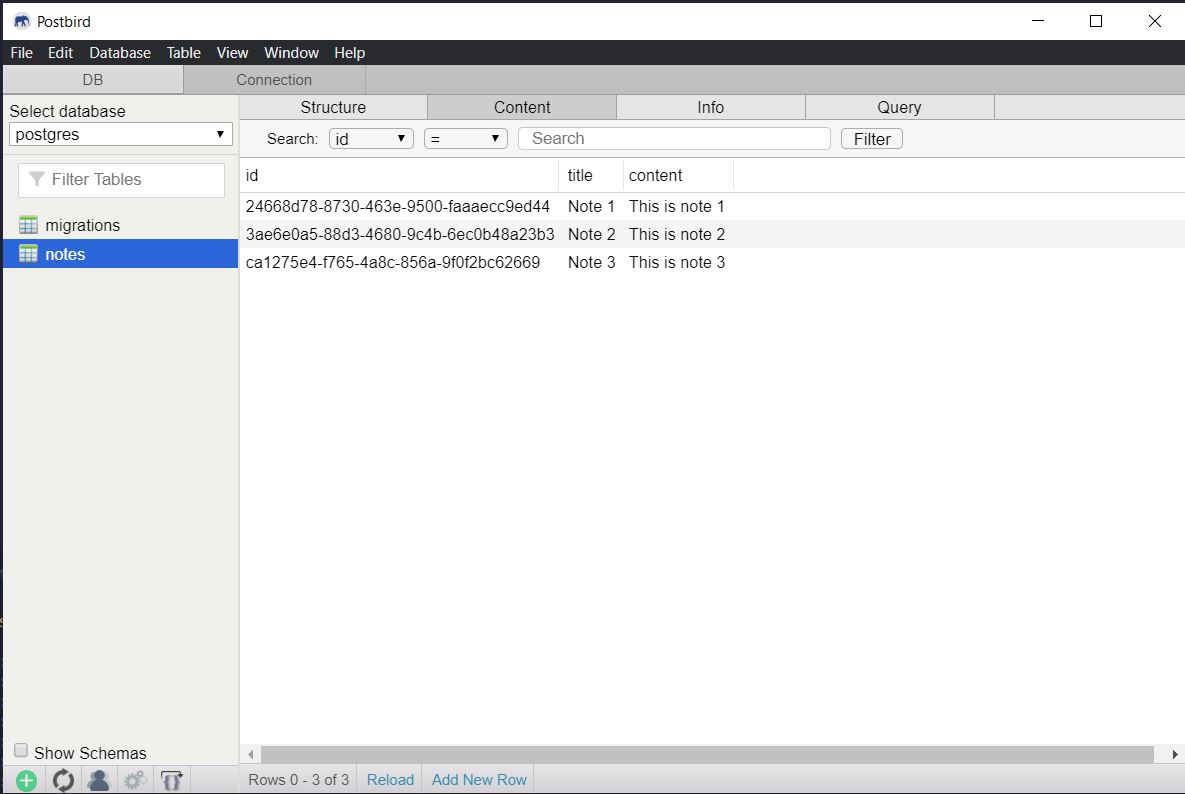 Postbird
File Edit Database Table View Window Help
DB Connection
Select database
postgres
Filter Tables
migrations
notes
Show Schemas
Structure Content Info Query
Search: id = Search Filter
id title content
24668d78-8730-463e-9500-faaaecc9ed44 Note 1 This is note 1
3ae6e0a5-88d3-4680-9c4b-6ec0b48a23b3 Note 2 This is note 2
ca1275e4-f765-4a8c-856a-9f0f2bc62669 Note 3 This is note 3
Rows 0 - 3 of 3 Reload Add New Row